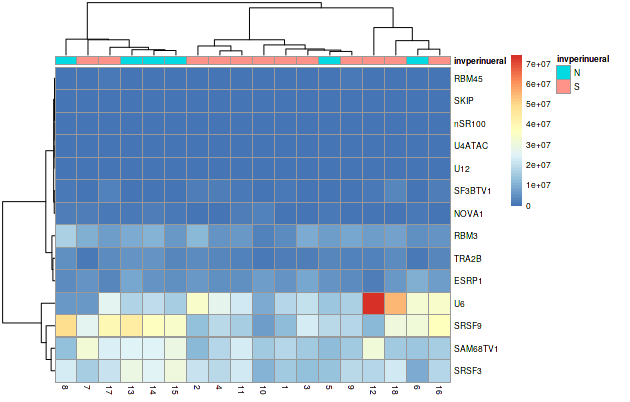 invperinueral
RBM45
SKIP
nSR100
U4ATAC
U12
SF3BTV1
NOVA1
RBM3
TRA2B
ESRP1
U6
SRSF9
SAM68TV1
SRSF3
8 7 17 13 14 15 2 4 11 10 1 3 5 9 12 18 6 16
7e+07
6e+07
5e+07
4e+07
3e+07
2e+07
1e+07
0
invperinueral
N
S